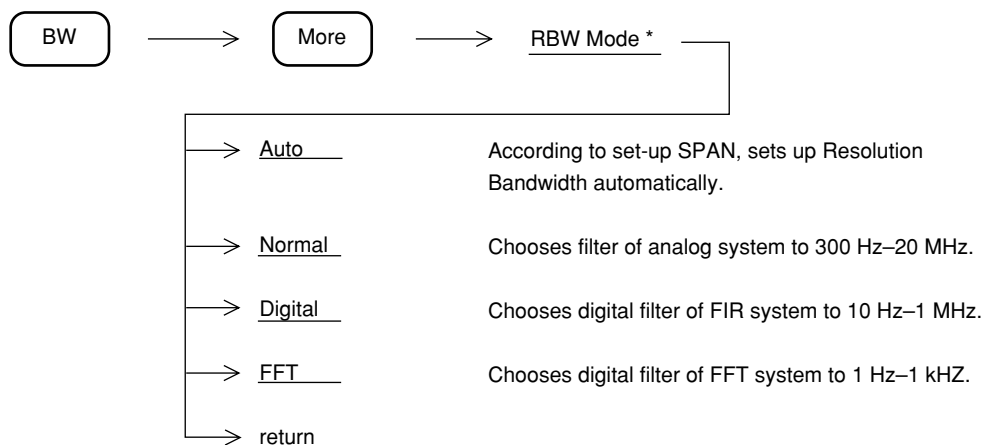 BW
More
RBW Mode *
Auto
According to set-up SPAN, sets up Resolution
Bandwidth automatically.
Normal
Chooses filter of analog system to 300 Hz–20 MHz.
Digital
Chooses digital filter of FIR system to 10 Hz–1 MHz.
FFT
Chooses digital filter of FFT system to 1 Hz–1 kHZ.
return